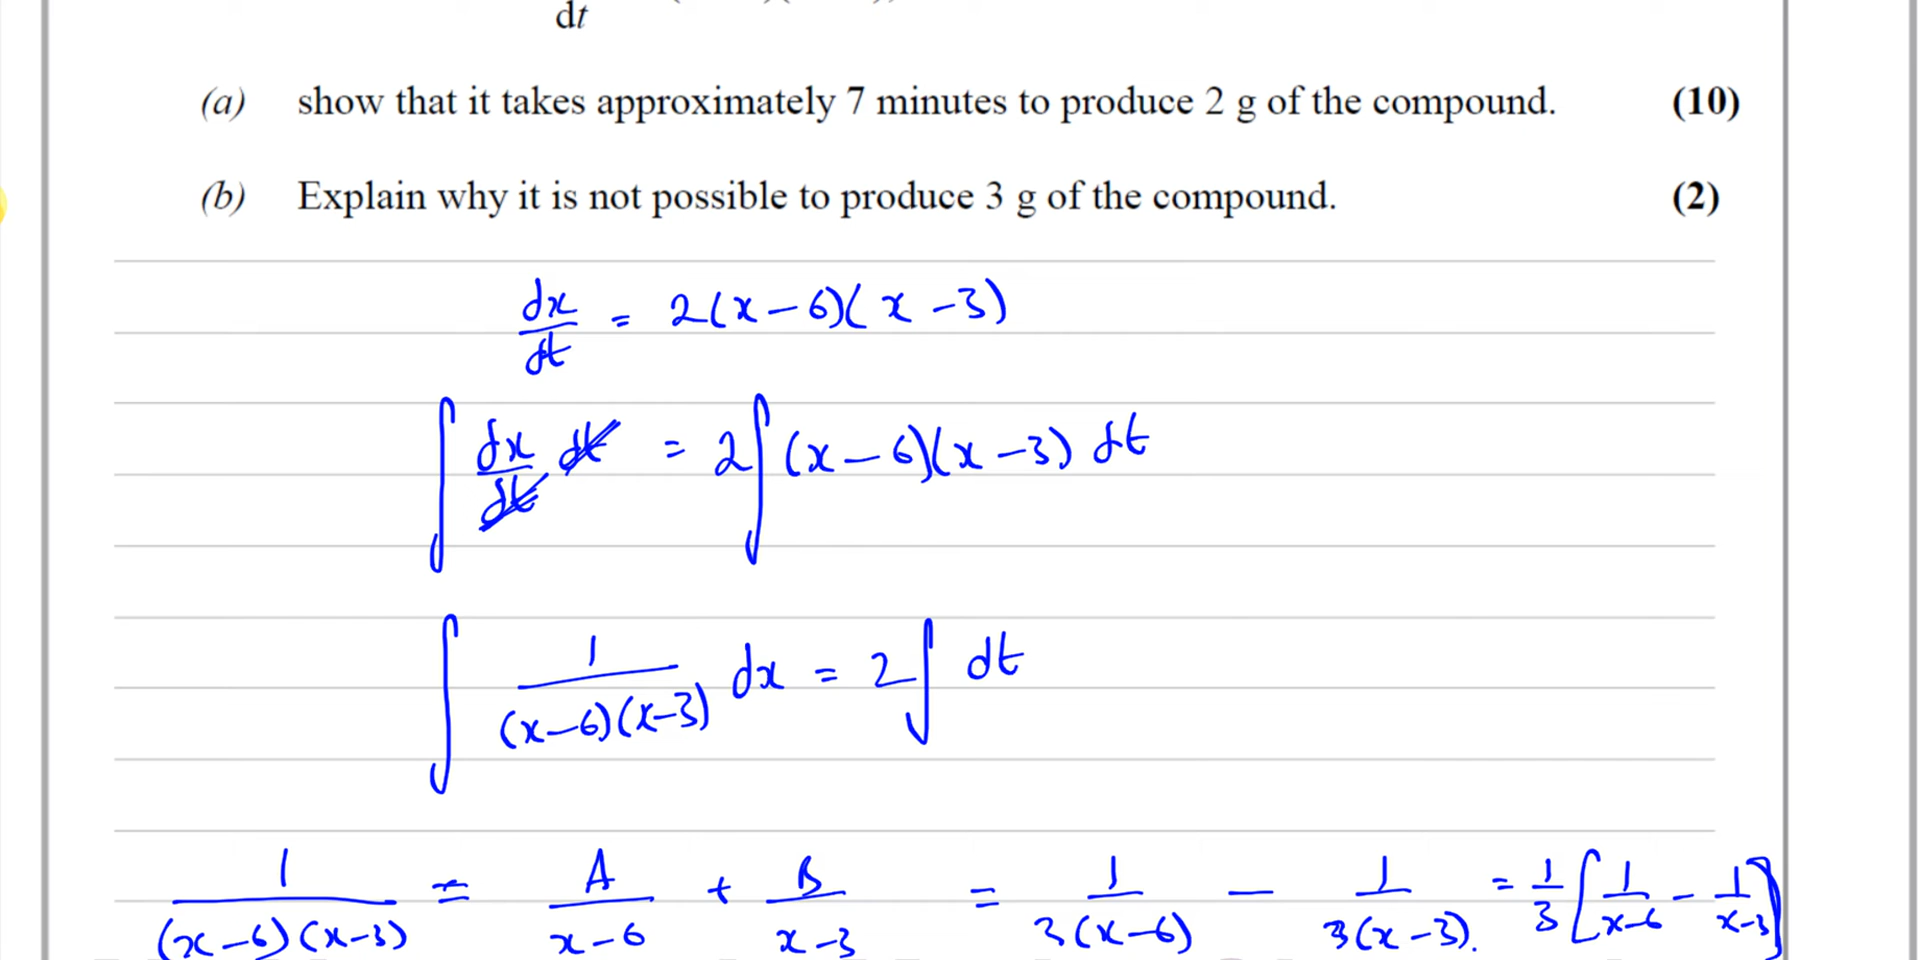 dt
(a) show that it takes approximately 7 minutes to produce 2 g of the compound. (10)
(b) Explain why it is not possible to produce 3 g of the compound. (2)
dx/dt = 2(x-6)(x-3)
∫ dx/dt dt = 2∫(x-6)(x-3) dt
∫ 1/((x-6)(x-3)) dx = 2∫ dt
1/((x-6)(x-3)) = A/(x-6) + B/(x-3) = 1/(3(x-6)) - 1/(3(x-3)). = 1/3[1/(x-6) - 1/(x-3)]